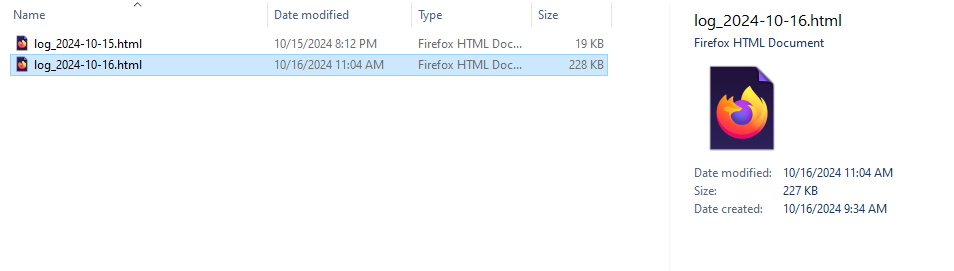 Name Date modified Type Size
log_2024-10-15.html 10/15/2024 8:12 PM Firefox HTML Doc... 19 KB
log_2024-10-16.html 10/16/2024 11:04 AM Firefox HTML Doc... 228 KB
log_2024-10-16.html
Firefox HTML Document
Date modified: 10/16/2024 11:04 AM
Size: 227 KB
Date created: 10/16/2024 9:34 AM